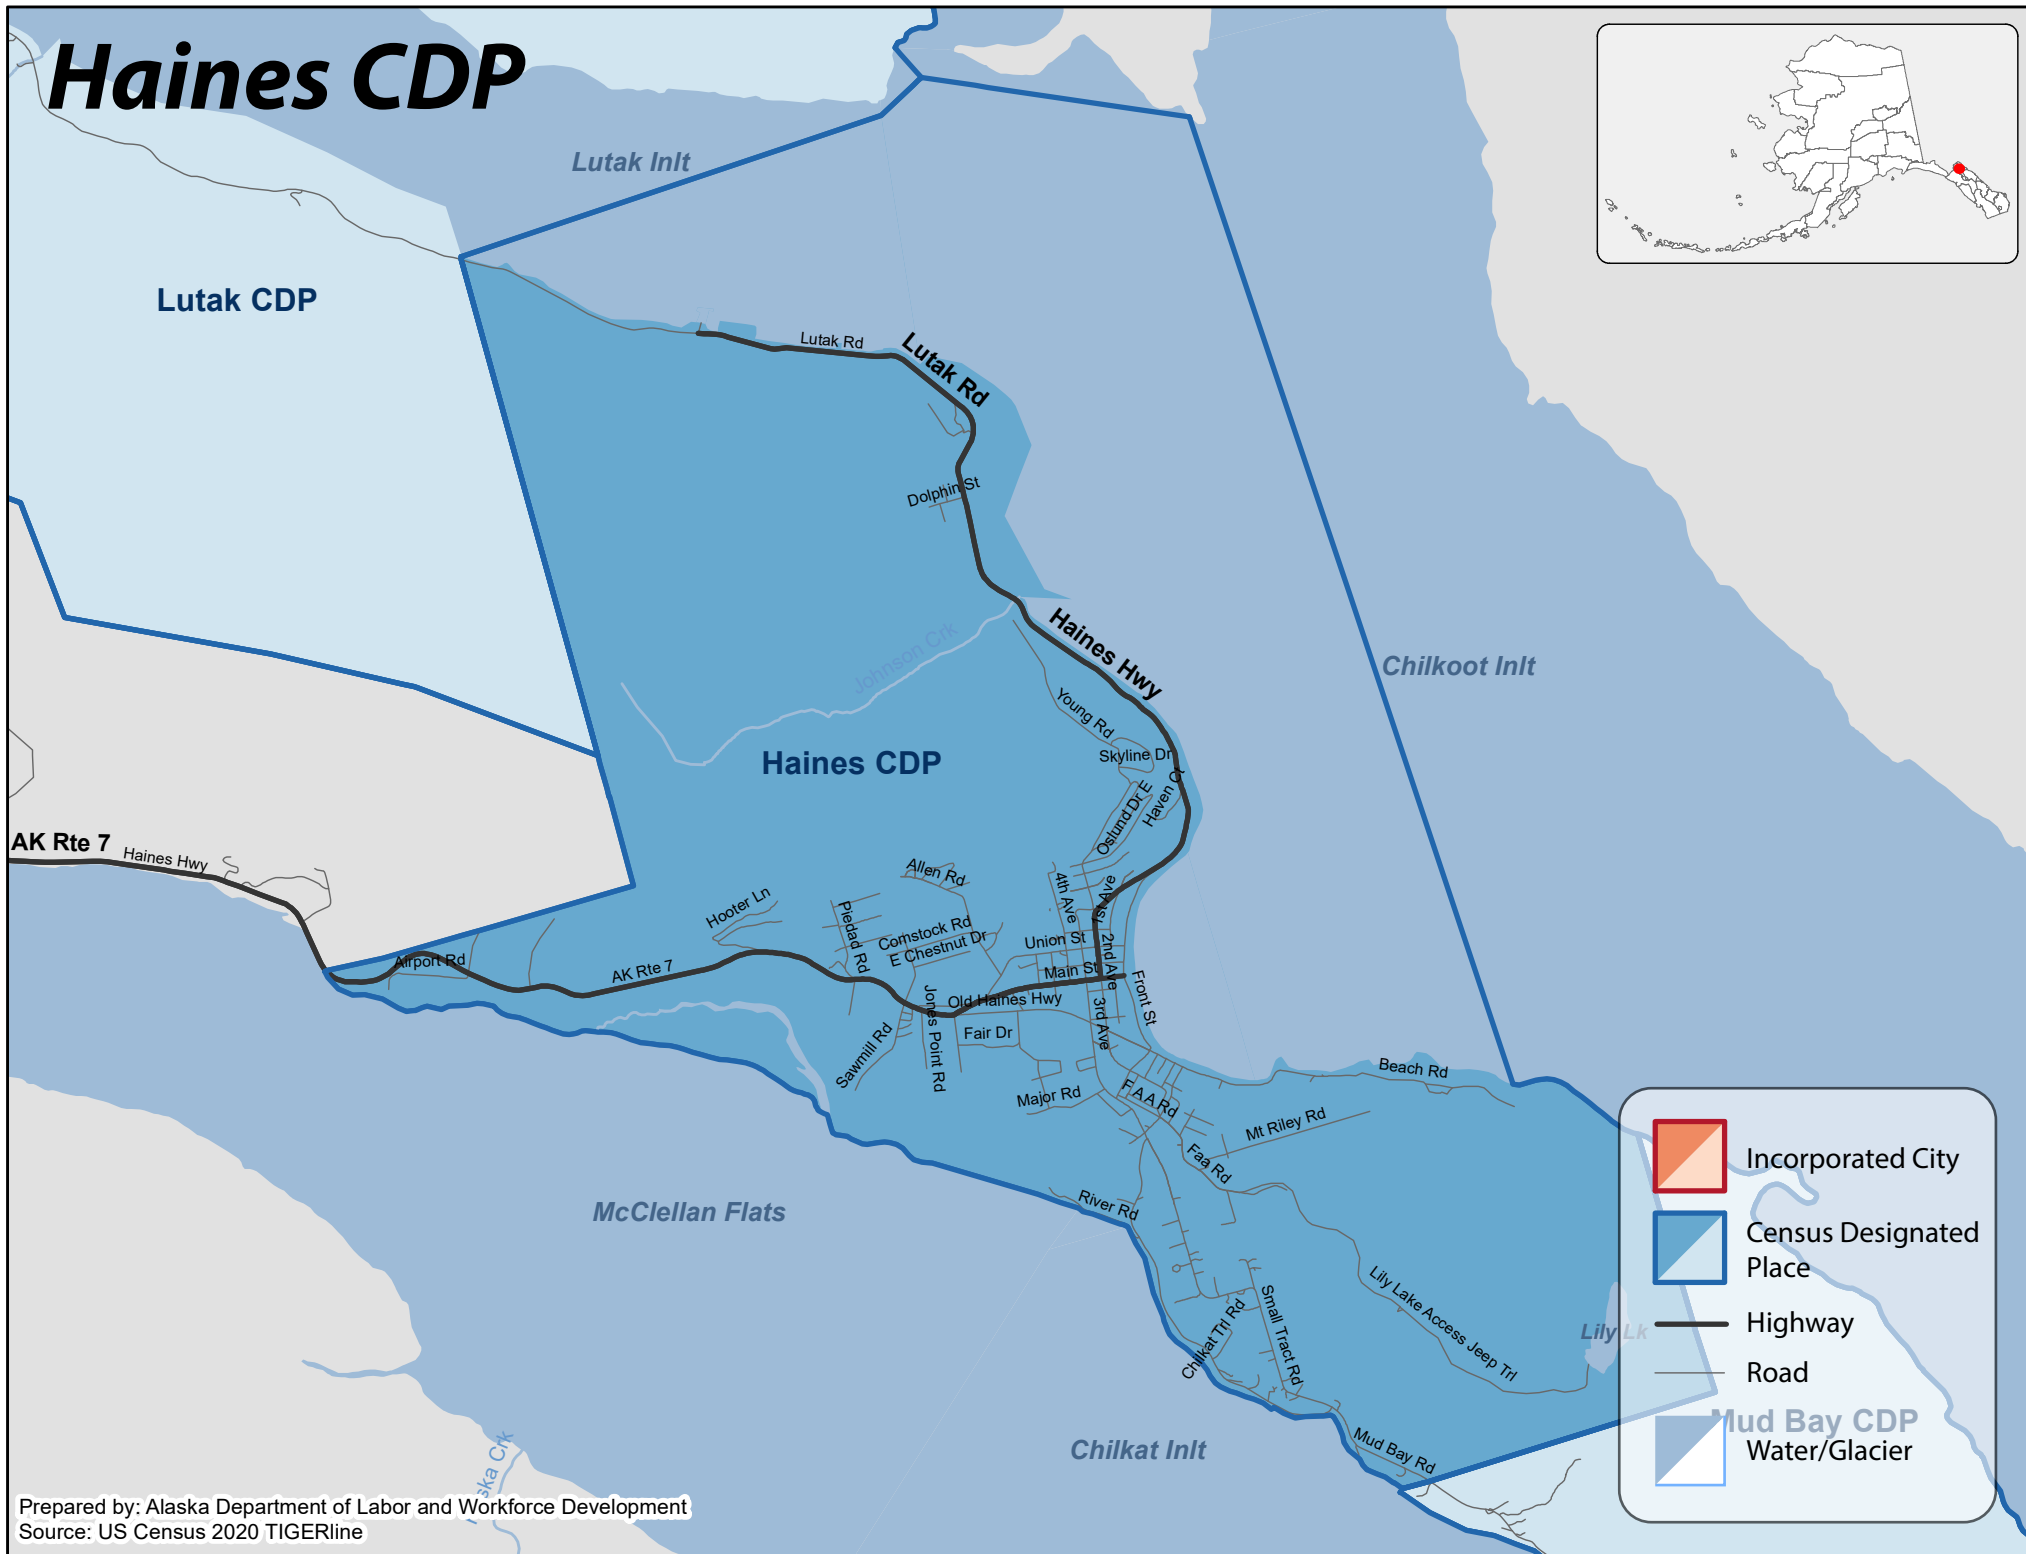 Haines CDP
Lutak Inlt
Lutak CDP
Lutak Rd
Lutak Rd
Dolphin St
Haines Hwy
Johnson Crk
Chilkoot Inlt
Young Rd
Skyline Dr
Haines CDP
Oslund Dr E
Haven Ct
AK Rte 7
Haines Hwy
Allen Rd
4th Ave
1st Ave
Hooter Ln
Piedad Rd
Comstock Rd
E Chestnut Dr
Union St
2nd Ave
Airport Rd
AK Rte 7
Main St
Front St
Old Haines Hwy
Jones Point Rd
3rd Ave
Fair Dr
Sawmill Rd
Beach Rd
Major Rd
F A A Rd
Mt Riley Rd
Faa Rd
River Rd
McClellan Flats
Lily Lake Access Jeep Trl
Small Tract Rd
Chilkat Trl Rd
Lily Lk
Mud Bay Rd
Mud Bay CDP
Chilkat Inlt
ska Crk
Incorporated City
Census Designated
Place
Highway
Road
Water/Glacier
Prepared by: Alaska Department of Labor and Workforce Development
Source: US Census 2020 TIGERline